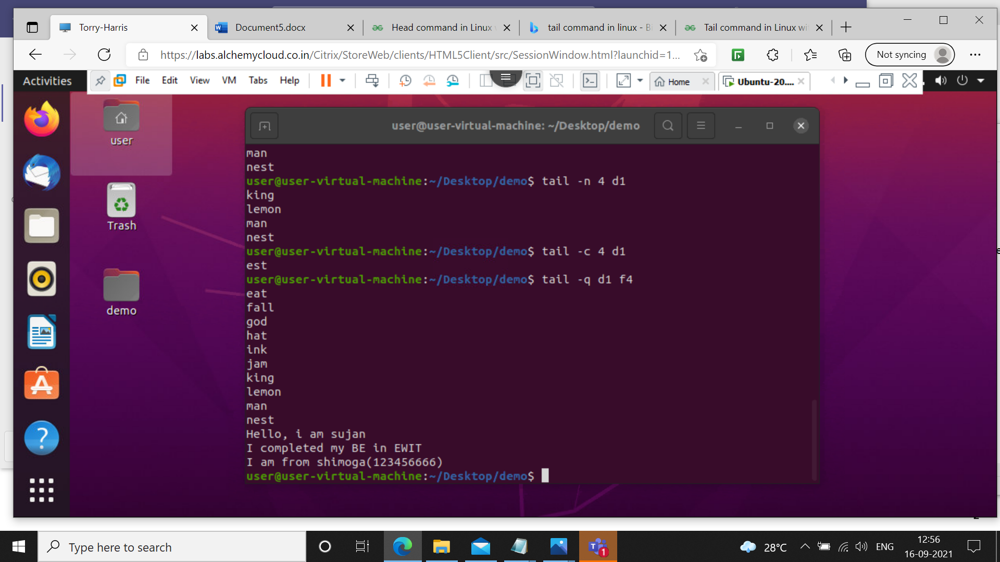 Torry-Harris
Document5.docx
Head command in Linux
tail command in linux - Bi
Tail command in Linux wi
https://labs.alchemycloud.co.in/Citrix/StoreWeb/clients/HTML5Client/src/SessionWindow.html?launchid=1...
Not syncing
Activities
File Edit View VM Tabs Help
Home
Ubuntu-20....
user
Trash
demo
user@user-virtual-machine: ~/Desktop/demo
man
nest
user@user-virtual-machine:~/Desktop/demo$ tail -n 4 d1
king
lemon
man
nest
user@user-virtual-machine:~/Desktop/demo$ tail -c 4 d1
est
user@user-virtual-machine:~/Desktop/demo$ tail -q d1 f4
eat
fall
god
hat
ink
jam
king
lemon
man
nest
Hello, i am sujan
I completed my BE in EWIT
I am from shimoga(123456666)
user@user-virtual-machine:~/Desktop/demo$
Type here to search
1
28°C
ENG
12:56
16-09-2021